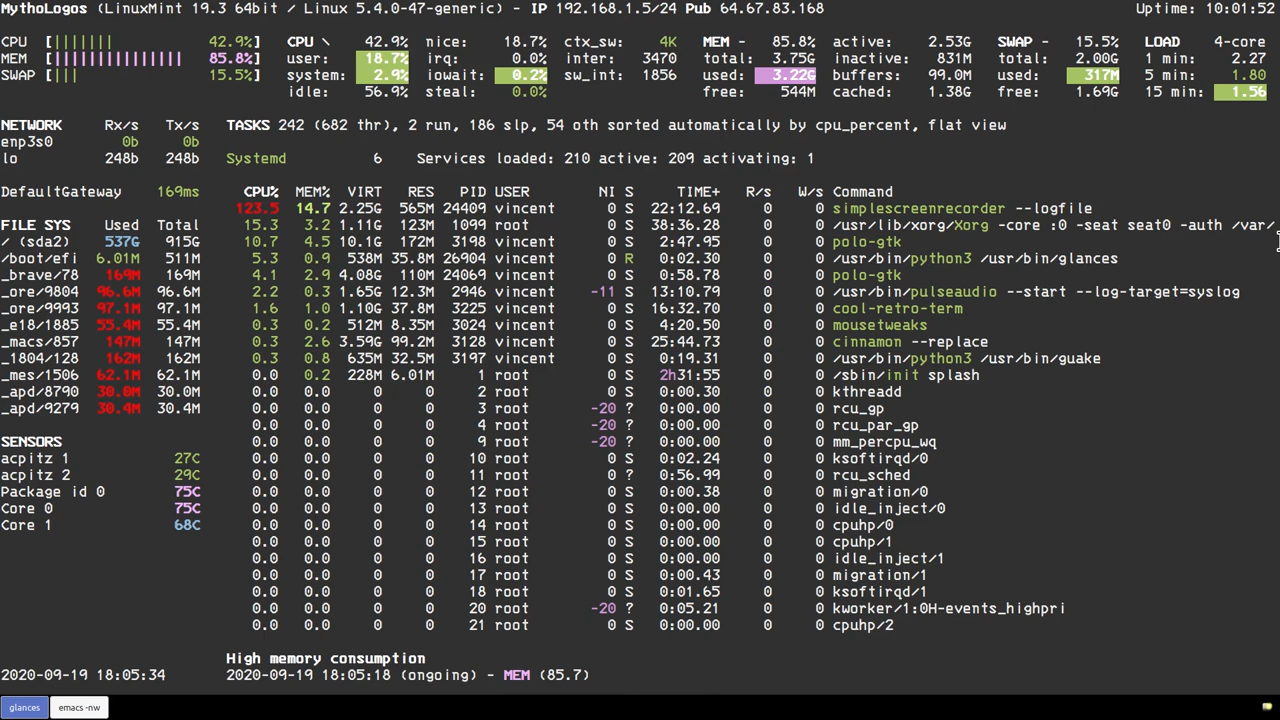 MythoLogos (LinuxMint 19.3 64bit / Linux 5.4.0-47-generic) - IP 192.168.1.5/24 Pub 64.67.83.168 Uptime: 10:01:52
CPU [||||||| 42.9%] CPU \ 42.9% nice: 18.7% ctx_sw: 4K MEM - 85.8% active: 2.53G SWAP - 15.5% LOAD 4-core
MEM [||||||||||||||| 85.8%] user: 18.7% irq: 0.0% inter: 3470 total: 3.75G inactive: 831M total: 2.00G 1 min: 2.27
SWAP [||| 15.5%] system: 2.9% iowait: 0.2% sw_int: 1856 used: 3.22G buffers: 99.0M used: 317M 5 min: 1.80
idle: 56.9% steal: 0.0% free: 544M cached: 1.38G free: 1.69G 15 min: 1.56
NETWORK Rx/s Tx/s TASKS 242 (682 thr), 2 run, 186 slp, 54 oth sorted automatically by cpu_percent, flat view
enp3s0 0b 0b
lo 248b 248b Systemd 6 Services loaded: 210 active: 209 activating: 1
DefaultGateway 169ms CPU% MEM% VIRT RES PID USER NI S TIME+ R/s W/s Command
123.5 14.7 2.25G 565M 24409 vincent 0 S 22:12.69 0 0 simplescreenrecorder --logfile
FILE SYS Used Total 15.3 3.2 1.11G 123M 1099 root 0 S 38:36.28 0 0 /usr/lib/xorg/Xorg -core :0 -seat seat0 -auth /var/
/ (sda2) 537G 915G 10.7 4.5 10.1G 172M 3198 vincent 0 S 2:47.95 0 0 polo-gtk
/boot/efi 6.01M 511M 5.3 0.9 538M 35.8M 26904 vincent 0 R 0:02.30 0 0 /usr/bin/python3 /usr/bin/glances
_brave/78 169M 169M 4.1 2.9 4.08G 110M 24069 vincent 0 S 0:58.78 0 0 polo-gtk
_ore/9804 96.6M 96.6M 2.2 0.3 1.65G 12.3M 2946 vincent -11 S 13:10.79 0 0 /usr/bin/pulseaudio --start --log-target=syslog
_ore/9993 97.1M 97.1M 1.6 1.0 1.10G 37.8M 3225 vincent 0 S 16:32.70 0 0 cool-retro-term
_e18/1885 55.4M 55.4M 0.3 0.2 512M 8.35M 3024 vincent 0 S 4:20.50 0 0 mousetweaks
_macs/857 147M 147M 0.3 2.6 3.59G 99.2M 3128 vincent 0 S 25:44.73 0 0 cinnamon --replace
_1804/128 162M 162M 0.3 0.8 635M 32.5M 3197 vincent 0 S 0:19.31 0 0 /usr/bin/python3 /usr/bin/guake
_mes/1506 62.1M 62.1M 0.0 0.2 228M 6.01M 1 root 0 S 2h31:55 0 0 /sbin/init splash
_apd/8790 30.0M 30.0M 0.0 0.0 0 0 2 root 0 S 0:00.30 0 0 kthreadd
_apd/9279 30.4M 30.4M 0.0 0.0 0 0 3 root -20 ? 0:00.00 0 0 rcu_gp
0.0 0.0 0 0 4 root -20 ? 0:00.00 0 0 rcu_par_gp
SENSORS 0.0 0.0 0 0 9 root -20 ? 0:00.00 0 0 mm_percpu_wq
acpitz 1 27C 0.0 0.0 0 0 10 root 0 S 0:02.24 0 0 ksoftirqd/0
acpitz 2 29C 0.0 0.0 0 0 11 root 0 ? 0:56.99 0 0 rcu_sched
Package id 0 75C 0.0 0.0 0 0 12 root 0 S 0:00.38 0 0 migration/0
Core 0 75C 0.0 0.0 0 0 13 root 0 S 0:00.00 0 0 idle_inject/0
Core 1 68C 0.0 0.0 0 0 14 root 0 S 0:00.00 0 0 cpuhp/0
0.0 0.0 0 0 15 root 0 S 0:00.00 0 0 cpuhp/1
0.0 0.0 0 0 16 root 0 S 0:00.00 0 0 idle_inject/1
0.0 0.0 0 0 17 root 0 S 0:00.43 0 0 migration/1
0.0 0.0 0 0 18 root 0 S 0:01.65 0 0 ksoftirqd/1
0.0 0.0 0 0 20 root -20 ? 0:05.21 0 0 kworker/1:0H-events_highpri
0.0 0.0 0 0 21 root 0 S 0:00.00 0 0 cpuhp/2
High memory consumption
2020-09-19 18:05:34 2020-09-19 18:05:18 (ongoing) - MEM (85.7)
glances emacs -nw